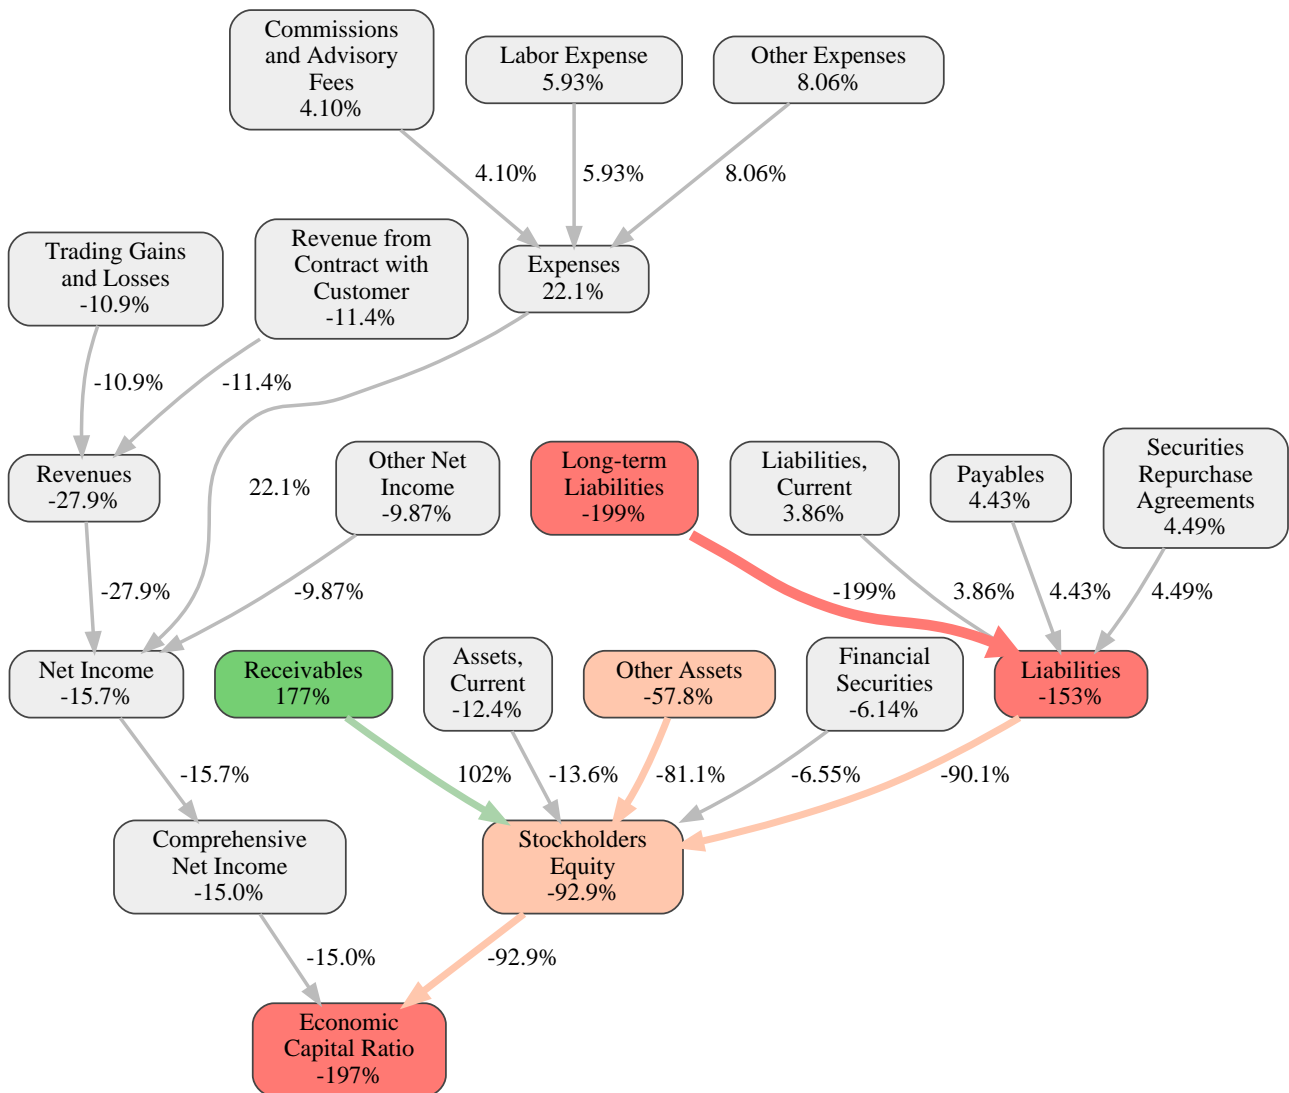 Commissions
and Advisory
Fees
4.10%
Labor Expense
5.93%
Other Expenses
8.06%
4.10%
5.93%
8.06%
Trading Gains
and Losses
-10.9%
Revenue from
Contract with
Customer
-11.4%
Expenses
22.1%
-10.9%
-11.4%
Revenues
-27.9%
22.1%
Other Net
Income
-9.87%
Long-term
Liabilities
-199%
Liabilities,
Current
3.86%
Payables
4.43%
Securities
Repurchase
Agreements
4.49%
-27.9%
-9.87%
-199%
3.86%
4.43%
4.49%
Net Income
-15.7%
Receivables
177%
Assets,
Current
-12.4%
Other Assets
-57.8%
Financial
Securities
-6.14%
Liabilities
-153%
-15.7%
102%
-13.6%
-81.1%
-6.55%
-90.1%
Comprehensive
Net Income
-15.0%
Stockholders
Equity
-92.9%
-15.0%
-92.9%
Economic
Capital Ratio
-197%